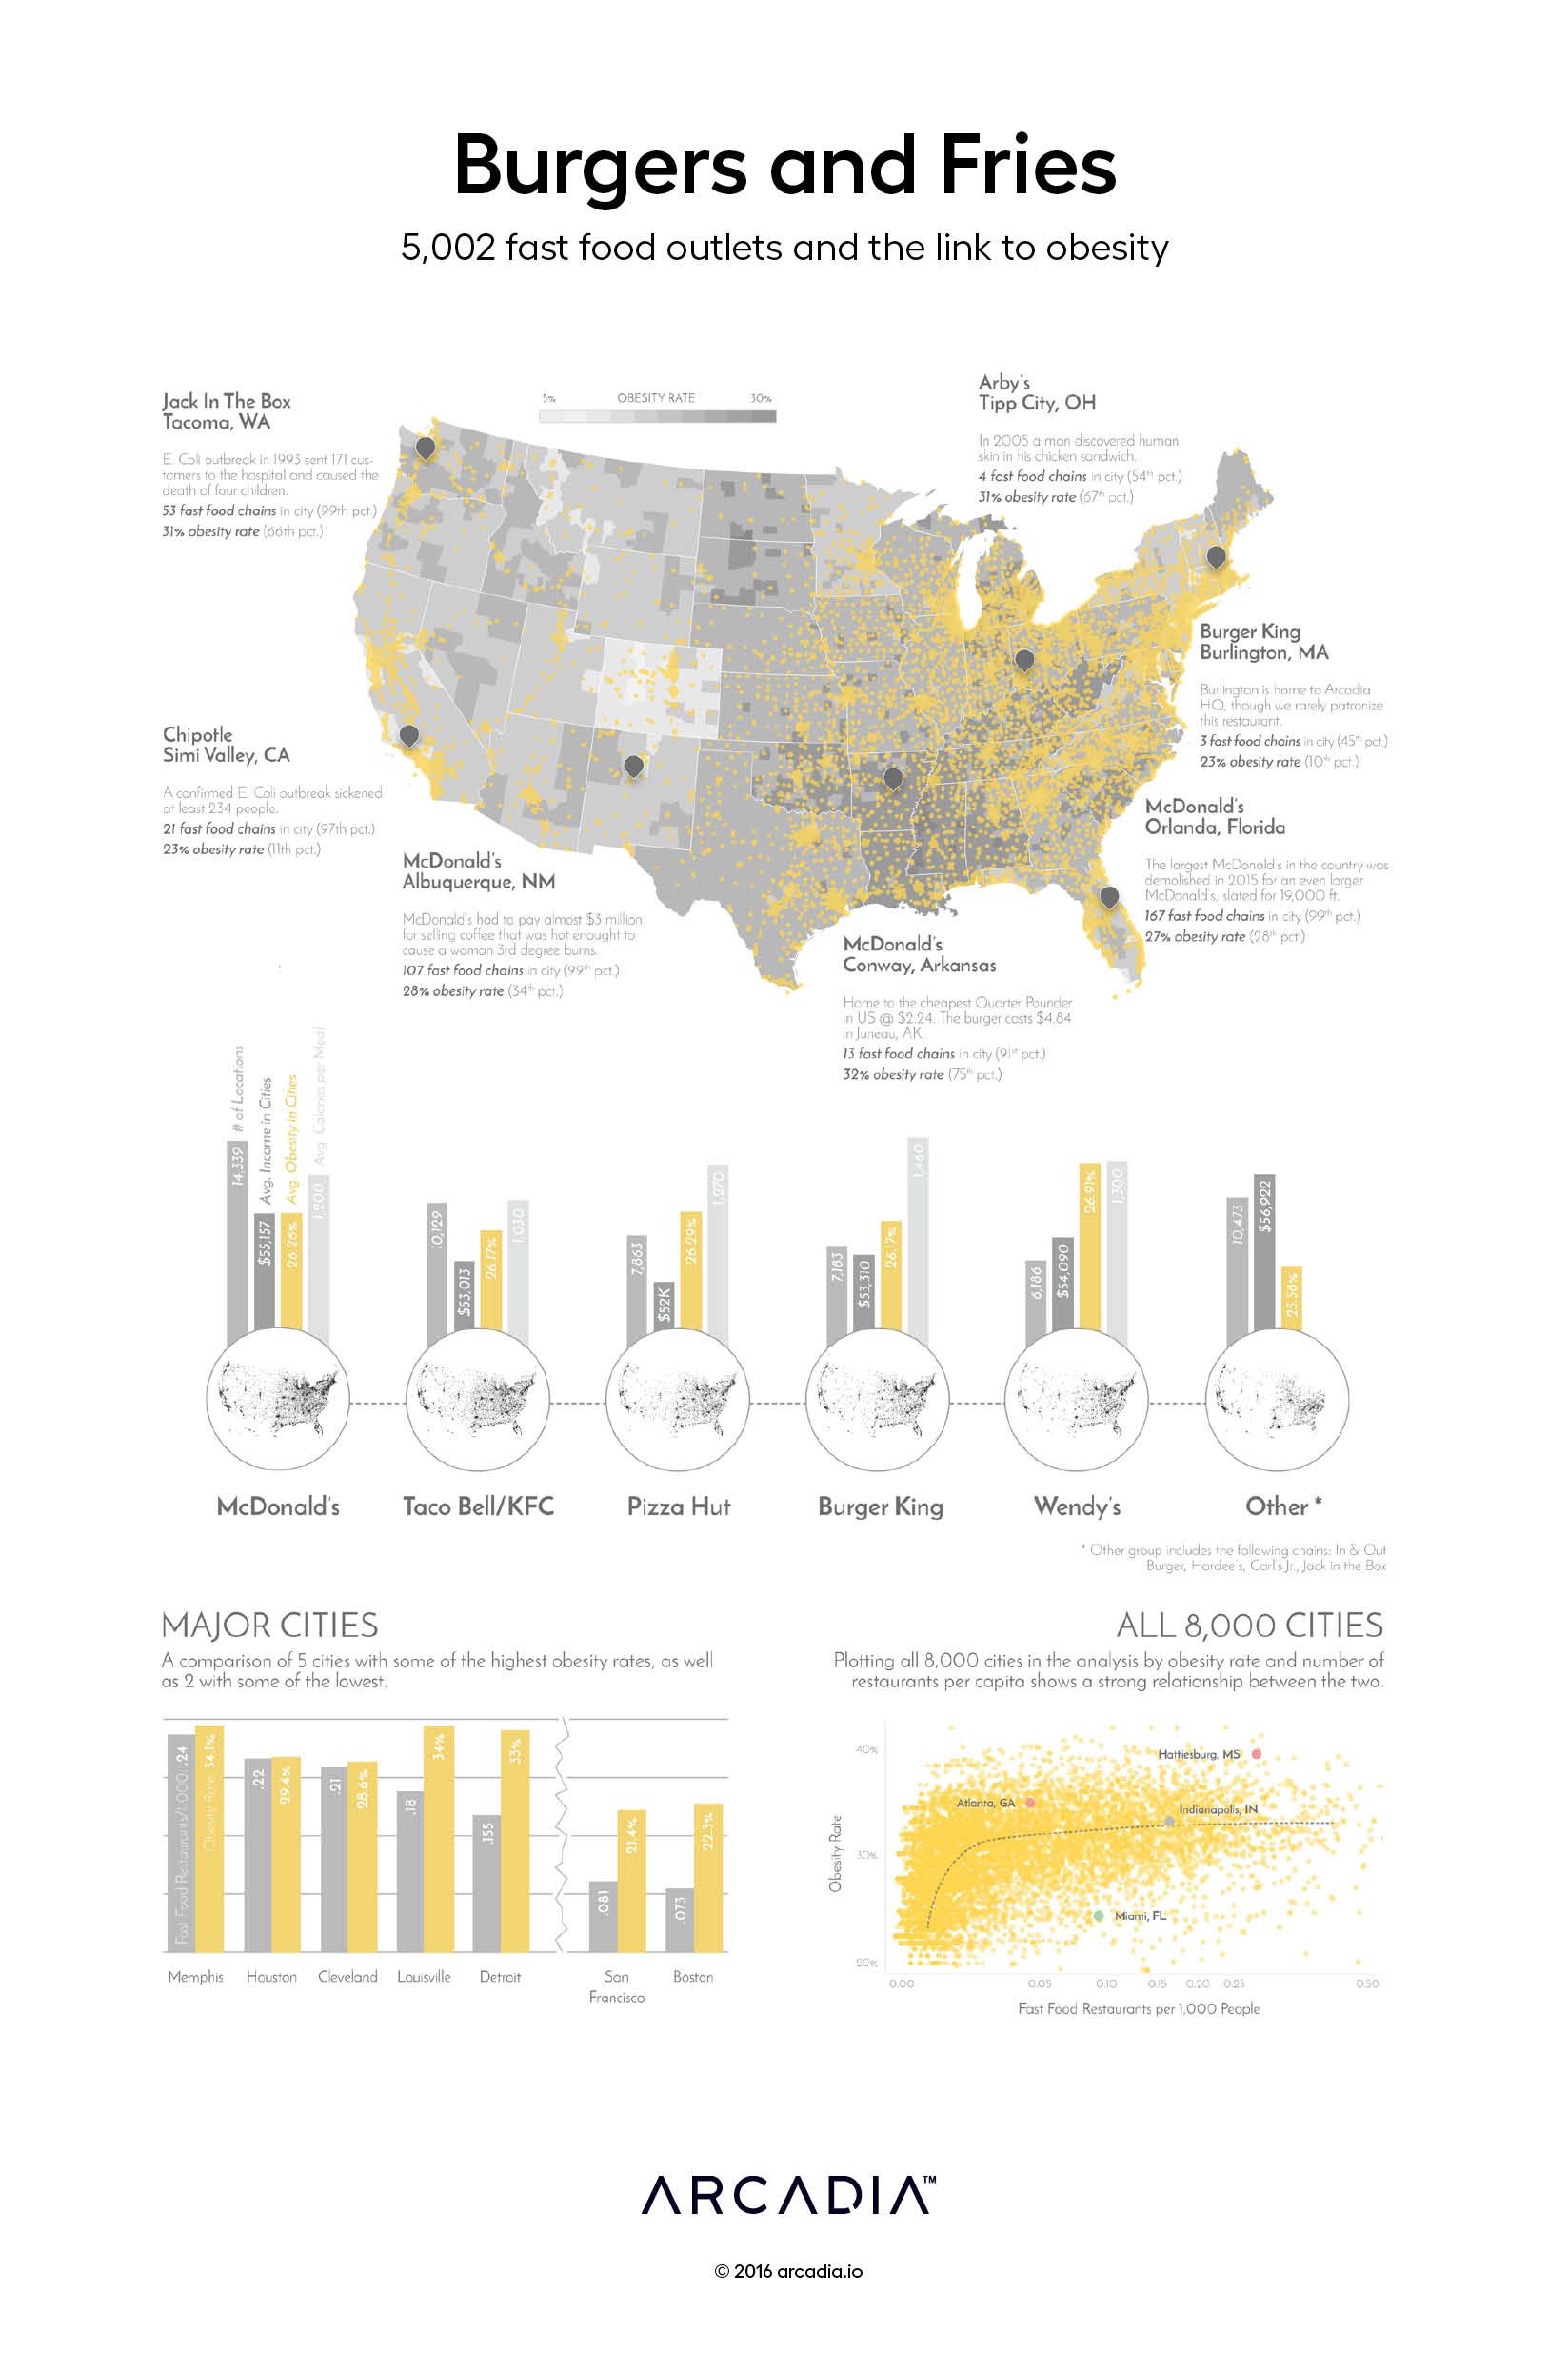 Burgers and Fries
5,002 fast food outlets and the link to obesity
Jack In The Box
Tacoma, WA
E. Coli outbreak in 1993 sent 171 cus-
tomers to the hospital and caused the
death of four children.
53 fast food chains in city (99th pct.)
31% obesity rate (66th pct.)
5% OBESITY RATE 30%
Arby's
Tipp City, OH
In 2005 a man discovered human
skin in his chicken sandwich.
4 fast food chains in city (54th pct.)
31% obesity rate (67th pct.)
Burger King
Burlington, MA
Burlington is home to Arcadia
HQ, though we rarely patronize
this restaurant.
3 fast food chains in city (45th pct.)
23% obesity rate (10th pct.)
Chipotle
Simi Valley, CA
A confirmed E. Coli outbreak sickened
at least 234 people.
21 fast food chains in city (97th pct.)
23% obesity rate (11th pct.)
McDonald's
Orlanda, Florida
The largest McDonald's in the country was
demolished in 2015 for an even larger
McDonald's, slated for 19,000 ft.
167 fast food chains in city (99th pct.)
27% obesity rate (28th pct.)
McDonald's
Albuquerque, NM
McDonald's had to pay almost $3 million
for selling coffee that was hot enought to
cause a woman 3rd degree burns.
107 fast food chains in city (99th pct.)
28% obesity rate (34th pct.)
McDonald's
Conway, Arkansas
Home to the cheapest Quarter Pounder
in US @ $2.24. The burger costs $4.84
in Juneau, AK.
13 fast food chains in city (91st pct.)
32% obesity rate (75th pct.)
# of Locations
Avg. Income in Cities
Avg. Obesity in Cities
Avg. Calories per Meal
14,339 $55,157 26.26% 1,200
10,129 $53,013 26.17% 1,030
7,863 $52K 26.29% 1,270
7,183 $53,310 26.17% 1,460
6,186 $54,090 26.91% 1,300
10,473 $56,922 25.58%
McDonald's Taco Bell/KFC Pizza Hut Burger King Wendy's Other *
* Other group includes the following chains: In & Out
Burger, Hardee's, Carl's Jr., Jack in the Box
MAJOR CITIES
A comparison of 5 cities with some of the highest obesity rates, as well
as 2 with some of the lowest.
Fast Food Restaurants/1,000: .24
Obesity Rate: 34.1%
.22 29.4%
.21 28.6%
.18 34%
.155 33%
.081 21.4%
.073 22.3%
Memphis Houston Cleveland Louisville Detroit San Boston
Francisco
ALL 8,000 CITIES
Plotting all 8,000 cities in the analysis by obesity rate and number of
restaurants per capita shows a strong relationship between the two.
40%
30%
20%
Obesity Rate
Hattiesburg, MS
Atlanta, GA
Indianapolis, IN
Miami, FL
0.00 0.05 0.10 0.15 0.20 0.25 0.50
Fast Food Restaurants per 1,000 People
ARCADIA™
© 2016 arcadia.io